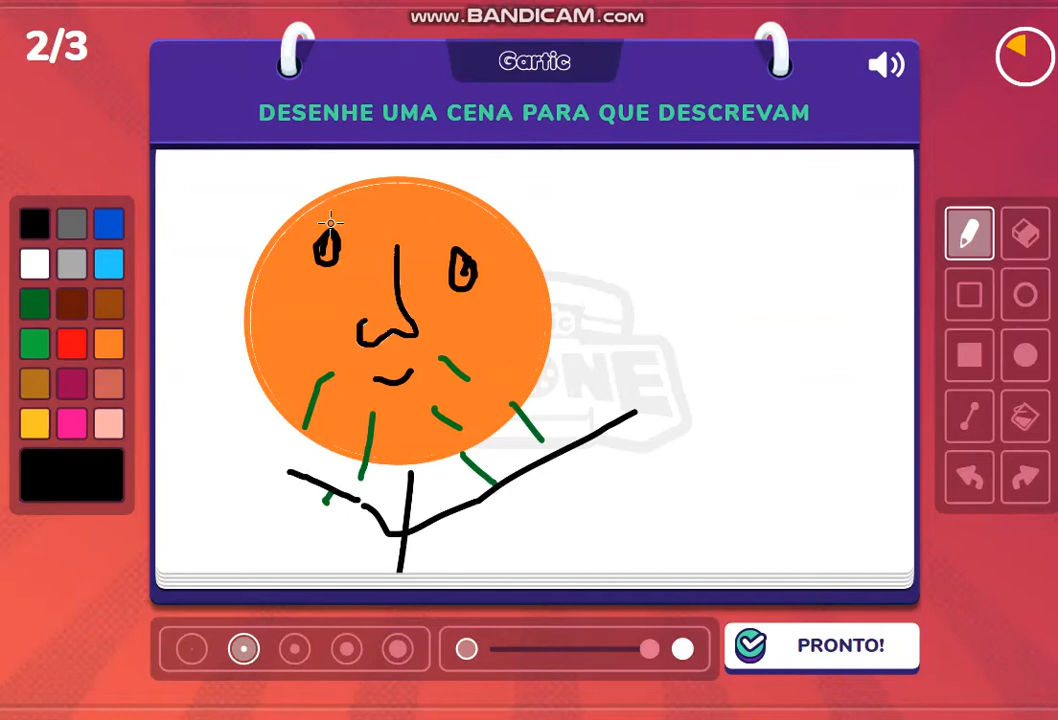 www.BANDICAM.com
2/3
Gartic
DESENHE UMA CENA PARA QUE DESCREVAM
PRONTO!